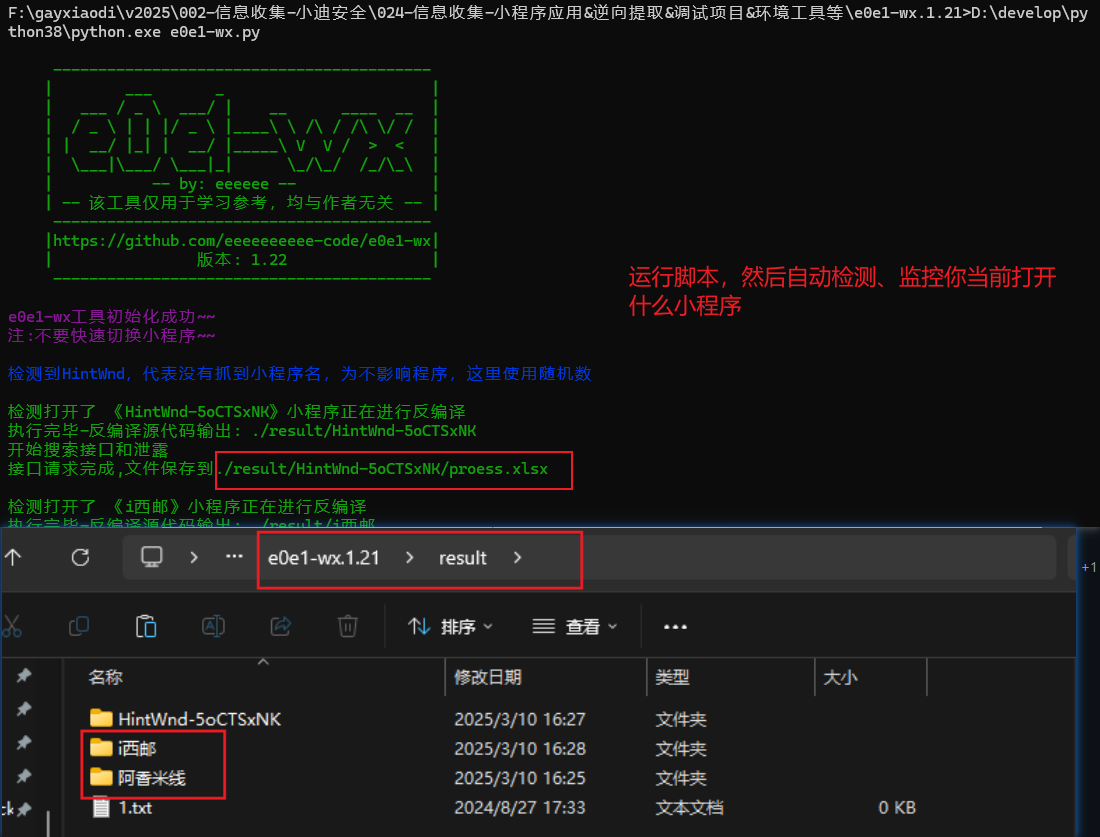 F:\gayxiaodi\v2025\002-信息收集-小迪安全\024-信息收集-小程序应用&逆向提取&调试项目&环境工具等\e0e1-wx.1.21>D:\develop\py
thon38\python.exe e0e1-wx.py
e0e1-wx
-- by: eeeeee --
-- 该工具仅用于学习参考，均与作者无关 --
https://github.com/eeeeeeeeee-code/e0e1-wx
版本: 1.22
运行脚本，然后自动检测、监控你当前打开
什么小程序
e0e1-wx工具初始化成功~~
注:不要快速切换小程序~~
检测到HintWnd，代表没有抓到小程序名，为不影响程序，这里使用随机数
检测打开了 《HintWnd-5oCTSxNK》小程序正在进行反编译
执行完毕-反编译源代码输出: ./result/HintWnd-5oCTSxNK
开始搜索接口和泄露
接口请求完成,文件保存到./result/HintWnd-5oCTSxNK/proess.xlsx
检测打开了 《i西邮》小程序正在进行反编译
执行完毕-反编译源代码输出: ./result/i西邮
e0e1-wx.1.21 > result >
+1
排序 查看
名称 修改日期 类型 大小
HintWnd-5oCTSxNK 2025/3/10 16:27 文件夹
i西邮 2025/3/10 16:28 文件夹
阿香米线 2025/3/10 16:25 文件夹
1.txt 2024/8/27 17:33 文本文档 0 KB